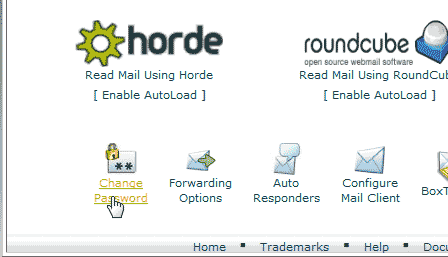 horde
roundcube
open source webmail software
Read Mail Using Horde
Read Mail Using RoundCub
[ Enable AutoLoad ]
[ Enable AutoLoad ]
Change
Password
Forwarding
Options
Auto
Responders
Configure
Mail Client
BoxT
Home ▪ Trademarks ▪ Help ▪ Docu